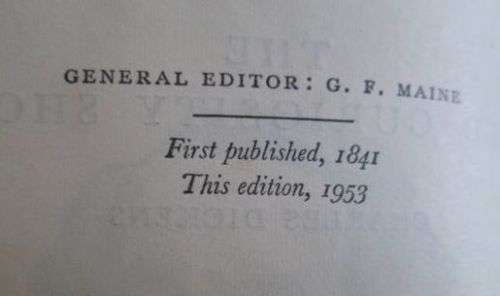 GENERAL EDITOR: G. F. MAINE
First published, 1841
This edition, 1953